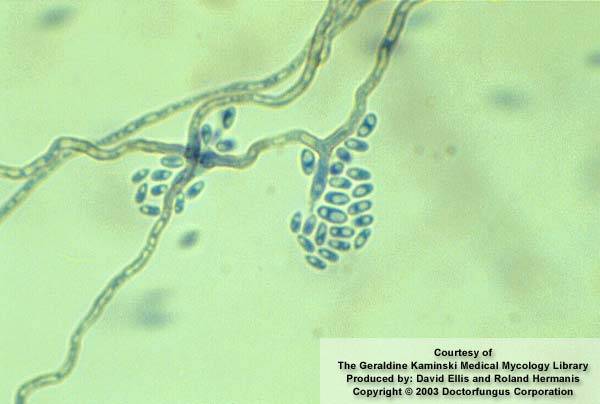 Courtesy of
The Geraldine Kaminski Medical Mycology Library
Produced by: David Ellis and Roland Hermanis
Copyright © 2003 Doctorfungus Corporation